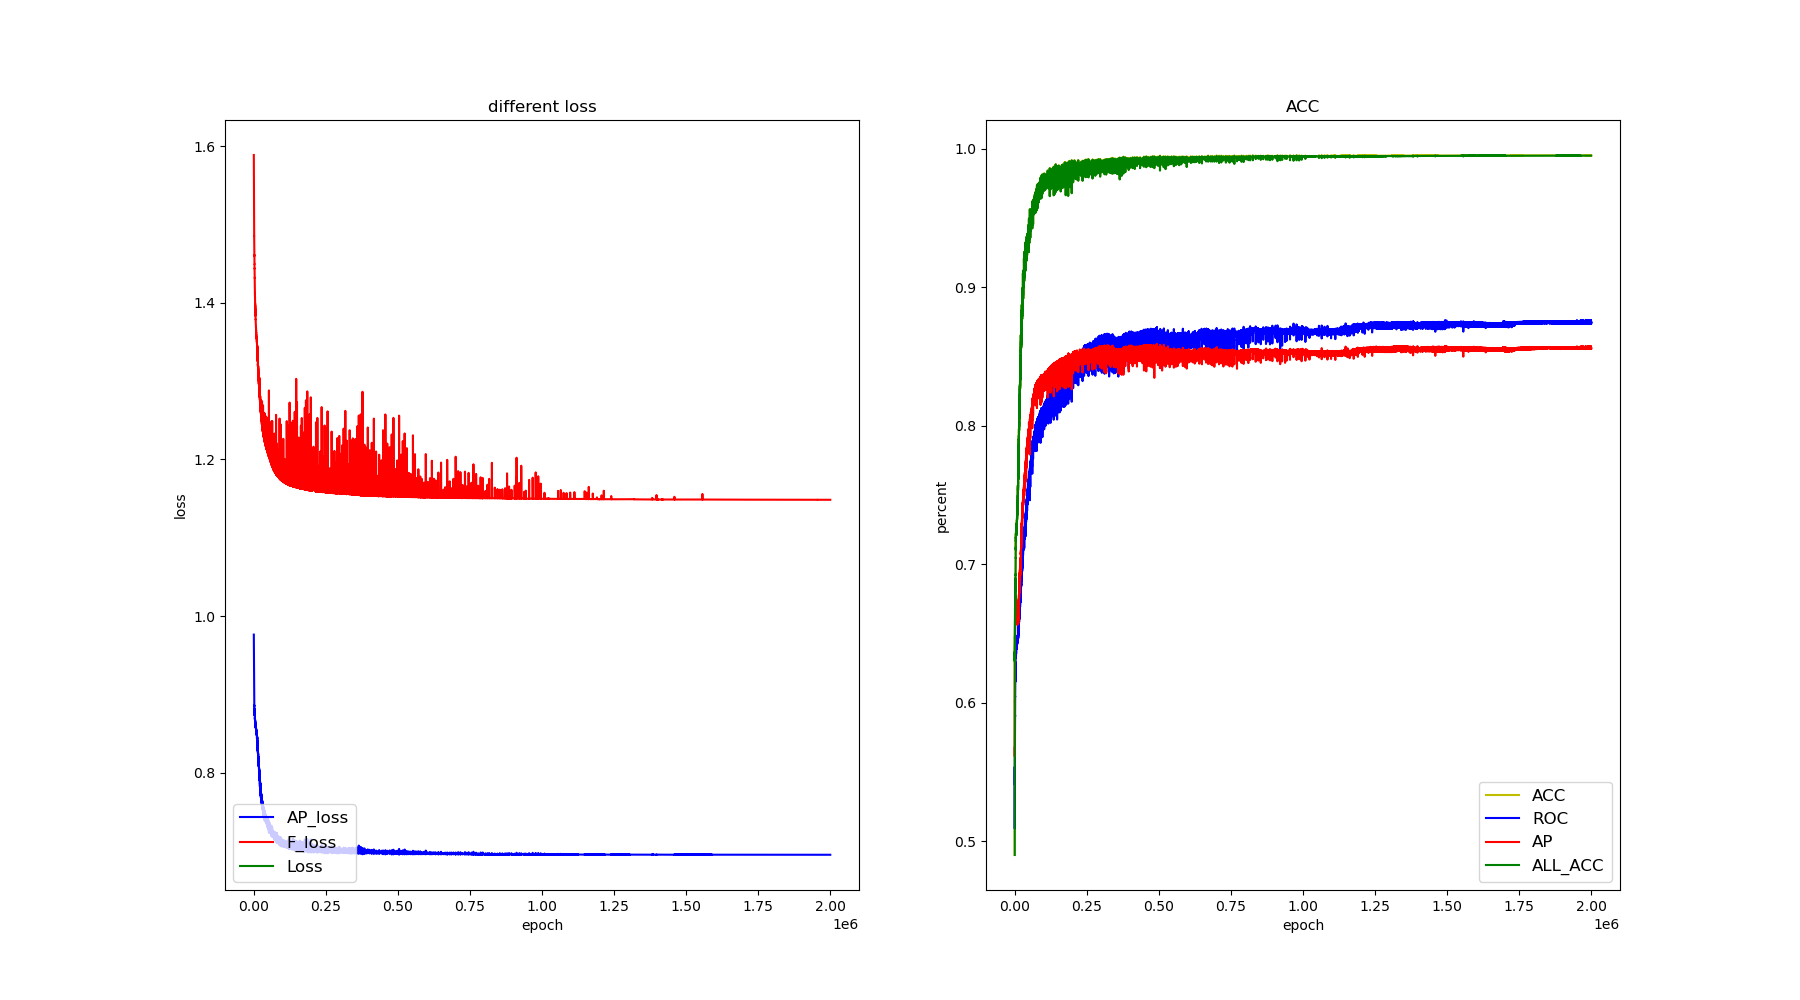 different loss
1.6
1.4
1.2
1.0
0.8
loss
0.00 0.25 0.50 0.75 1.00 1.25 1.50 1.75 2.00
epoch
1e6
AP_loss
F_loss
Loss
ACC
1.0
0.9
0.8
0.7
0.6
0.5
percent
0.00 0.25 0.50 0.75 1.00 1.25 1.50 1.75 2.00
epoch
1e6
ACC
ROC
AP
ALL_ACC